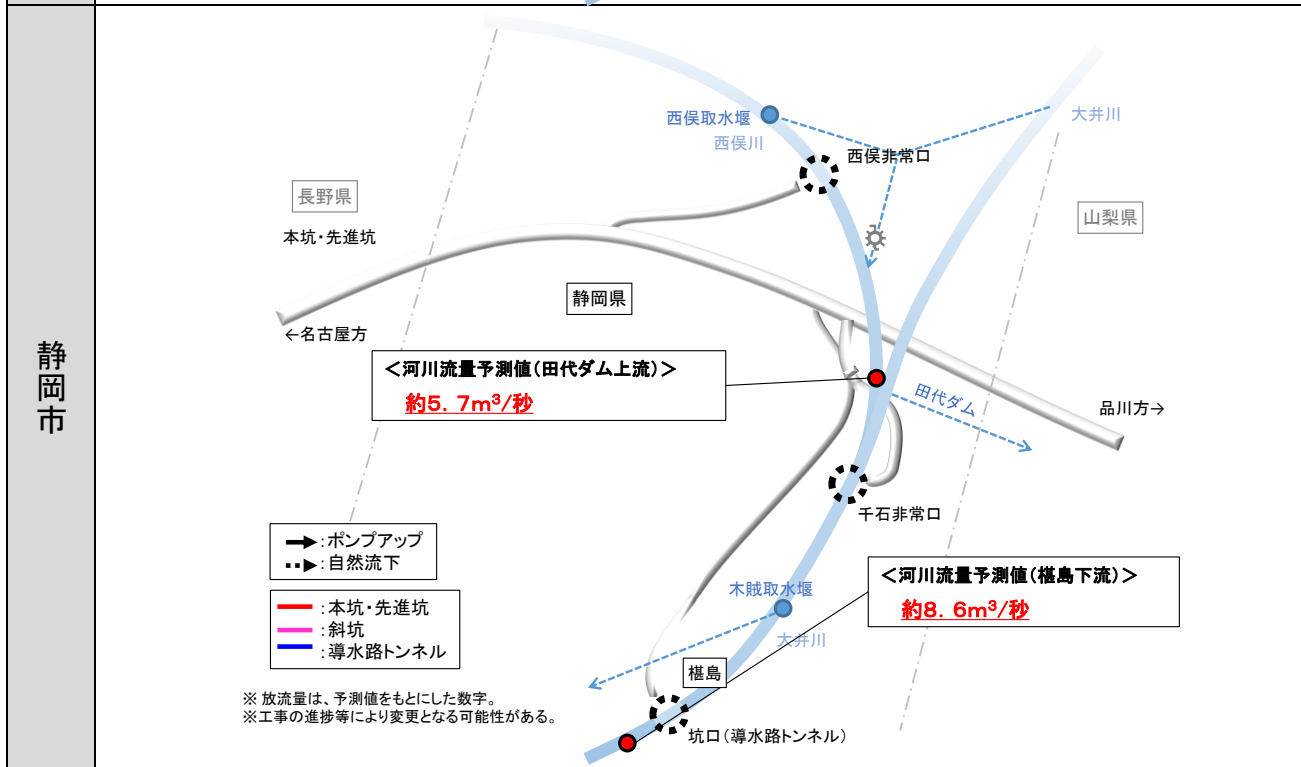 静岡市
西俣取水堰
西俣川
大井川
西俣非常口
長野県
山梨県
本坑・先進坑
静岡県
←名古屋方
<河川流量予測値(田代ダム上流)>
約5.7m³/秒
田代ダム
品川方→
千石非常口
→:ポンプアップ
:自然流下
<河川流量予測値(椹島下流)>
約8.6m³/秒
木賊取水堰
大井川
:本坑・先進坑
:斜坑
:導水路トンネル
椹島
※ 放流量は、予測値をもとにした数字。
※工事の進捗等により変更となる可能性がある。
坑口(導水路トンネル)